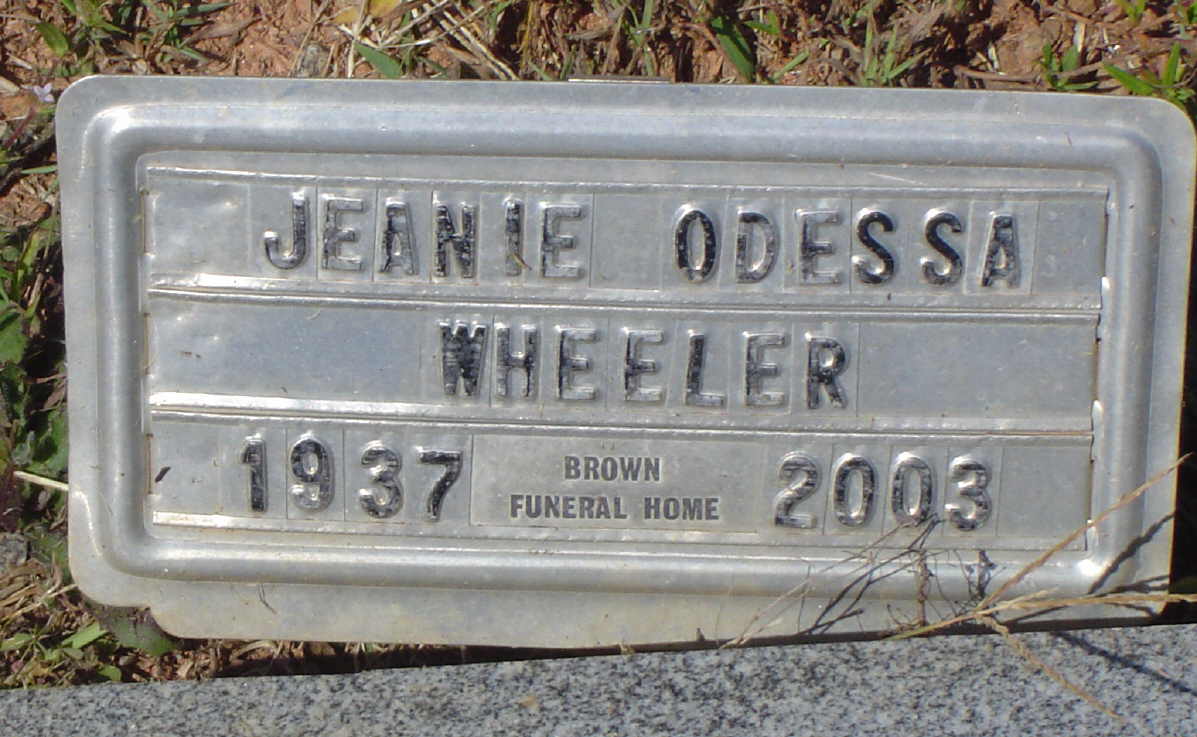 JEANIE ODESSA
WHEELER
1937 BROWN FUNERAL HOME 2003